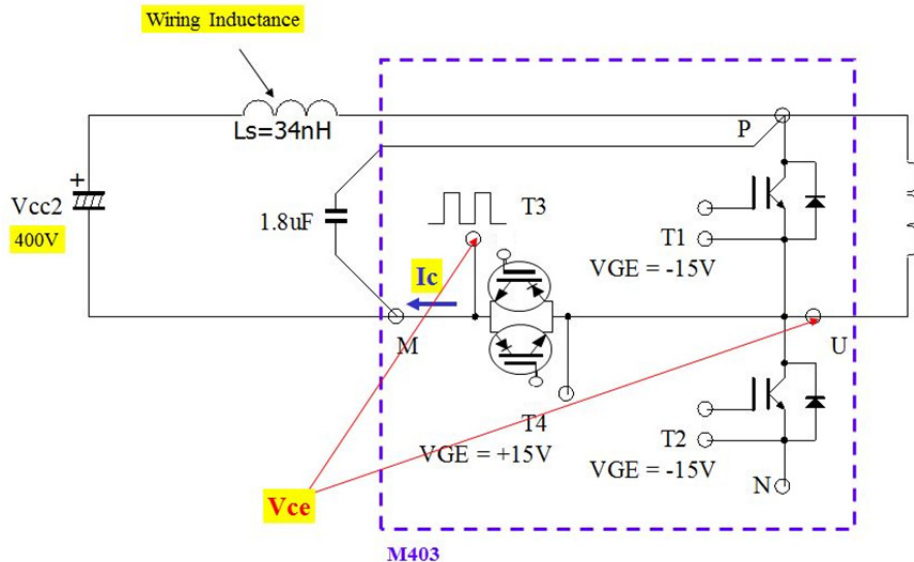 Wiring Inductance
Ls=34nH
P
+
Vcc2
400V
1.8uF
T3
T1
VGE = -15V
Ic
M
U
T4
VGE = +15V
T2
VGE = -15V
N
Vce
M403